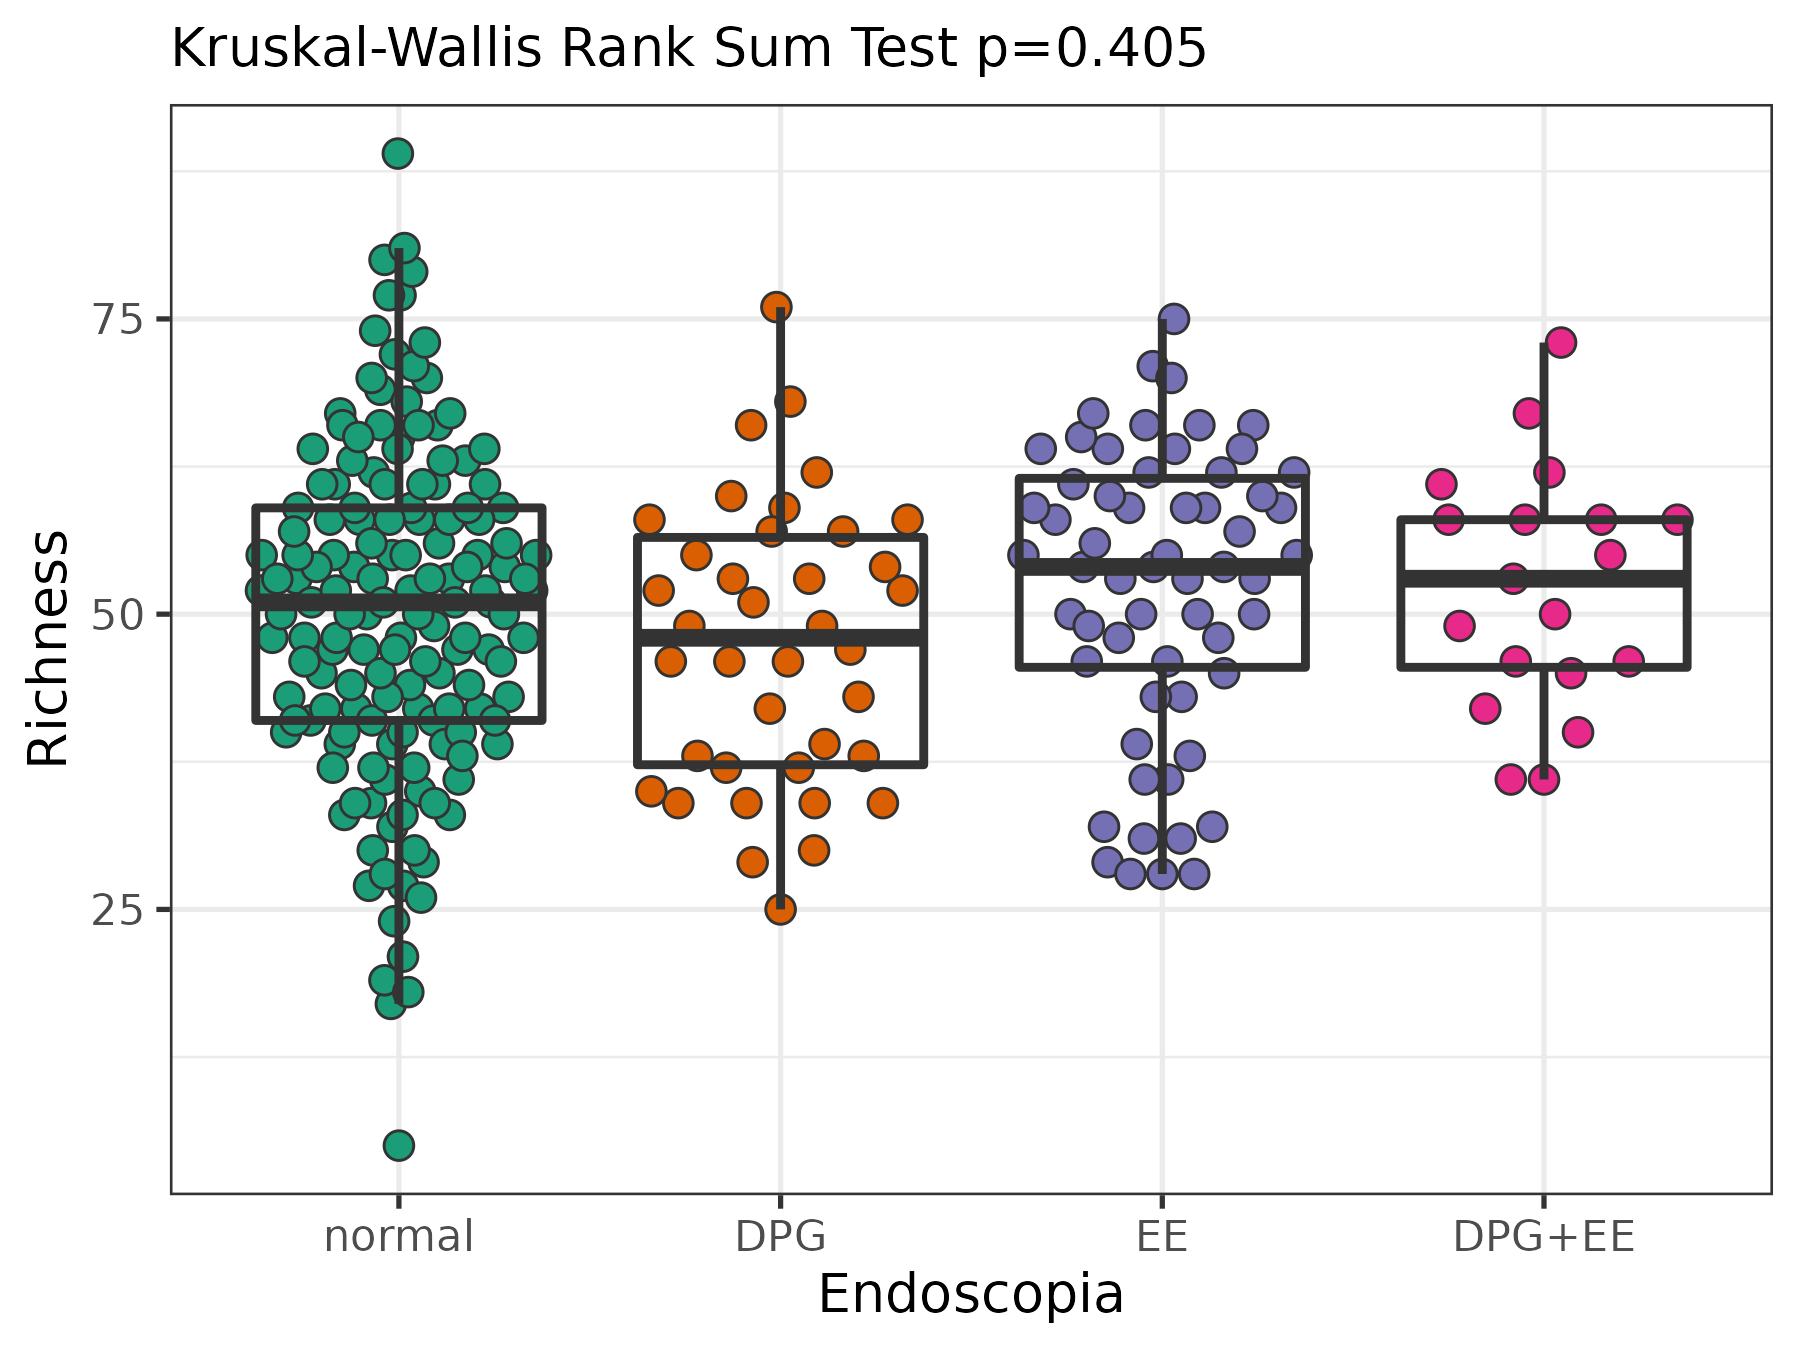 Kruskal-Wallis Rank Sum Test p=0.405
Richness
75
50
25
normal DPG EE DPG+EE
Endoscopia